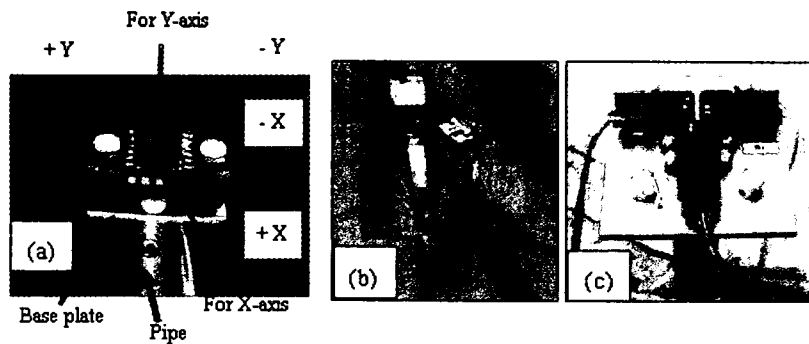 For Y-axis
+ Y
- Y
- X
+ X
(a)
(b)
(c)
For X-axis
Base plate
Pipe